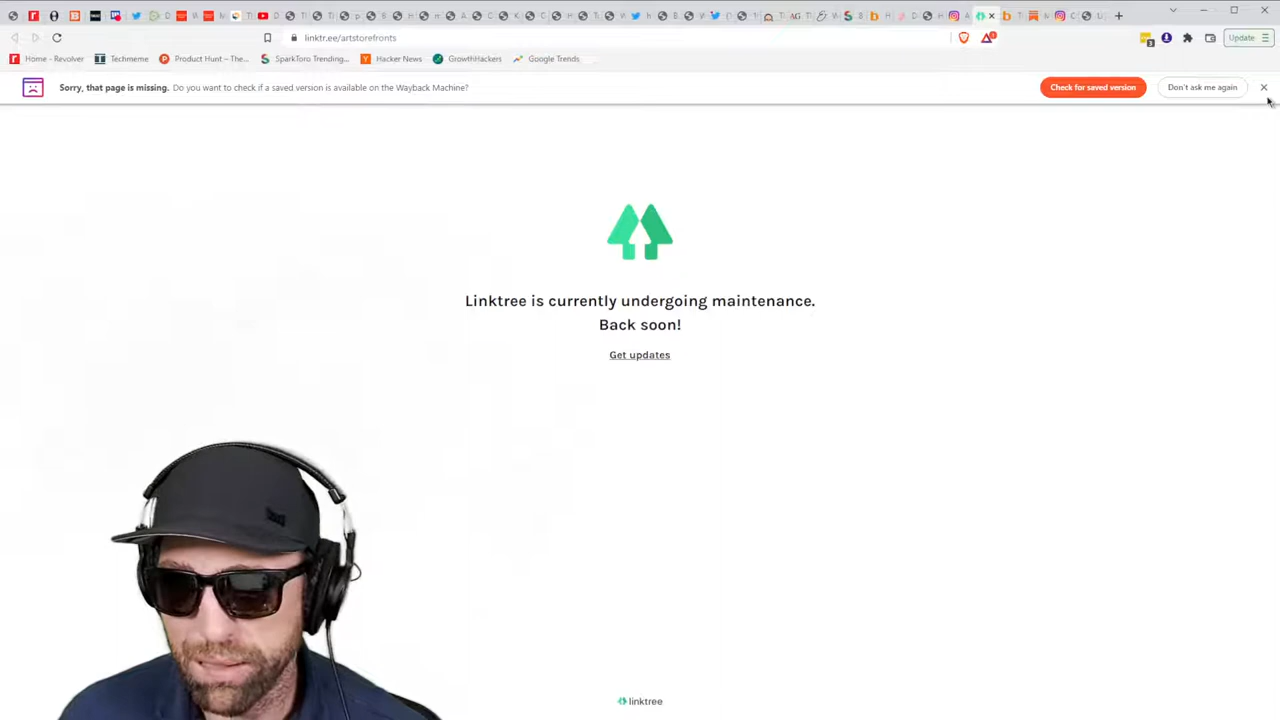 linktr.ee/artstorefronts
3
Update
Home - Revolver
Techmeme
Product Hunt – The...
SparkToro Trending...
Hacker News
GrowthHackers
Google Trends
Sorry, that page is missing. Do you want to check if a saved version is available on the Wayback Machine?
Check for saved version
Don't ask me again
Linktree is currently undergoing maintenance.
Back soon!
Get updates
linktree